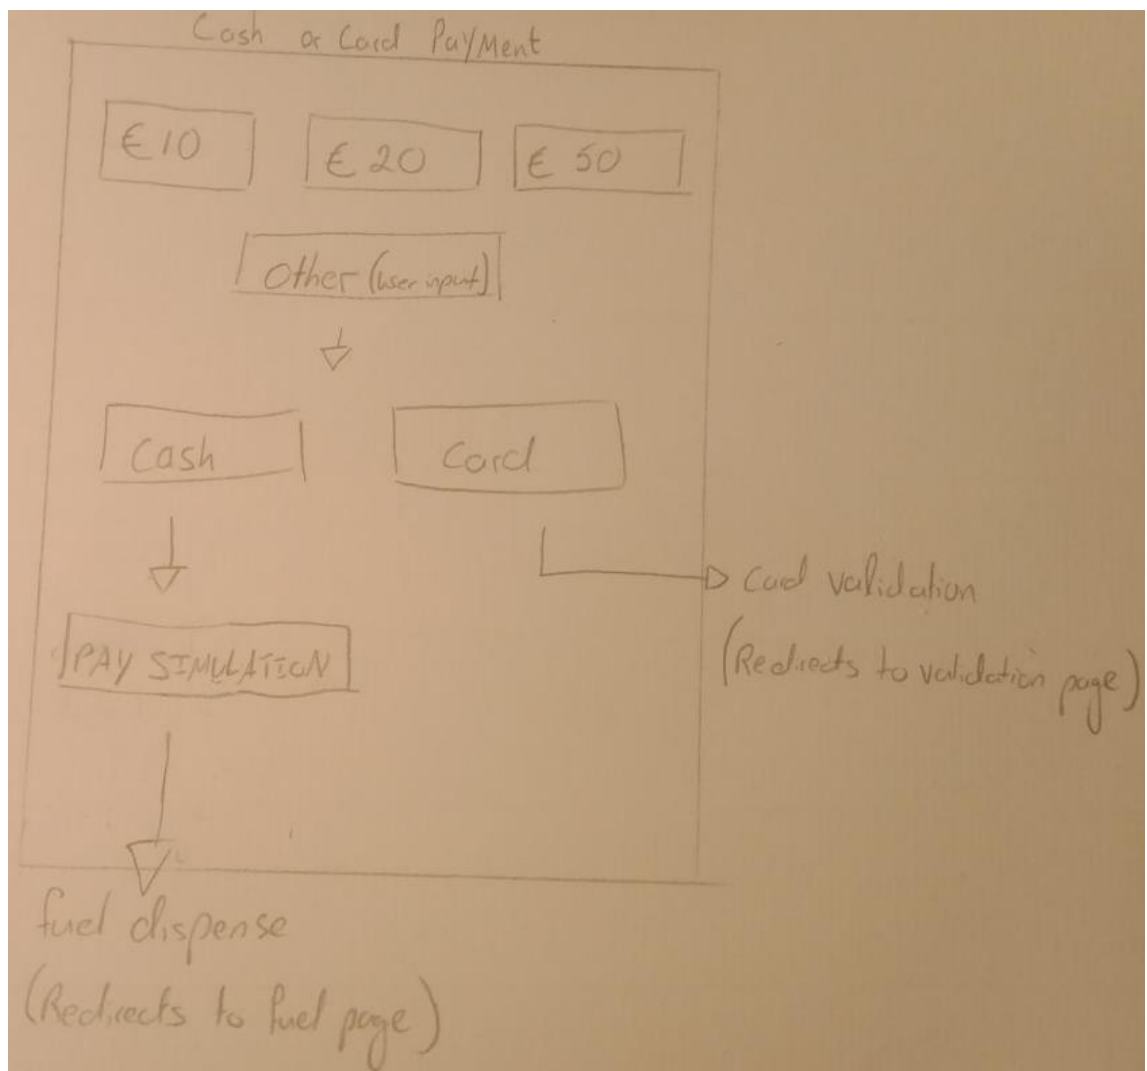 Cash or Card PayMent
€ 10
€ 20
€ 50
Other (user input)
Cash
Card
Card validation
(Redirects to validation page)
PAY SIMULATION
fuel dispense
(Redirects to fuel page)